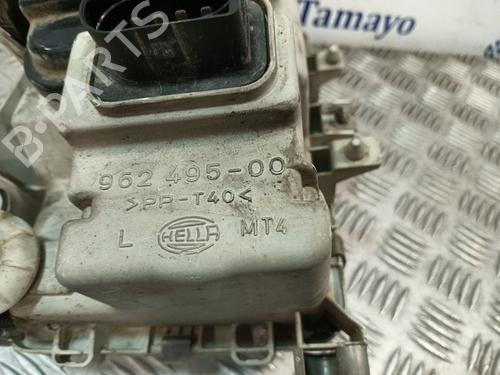 Tamayo
B-PARTS
962 495-00
>PP-T40<
L HELLA MT4